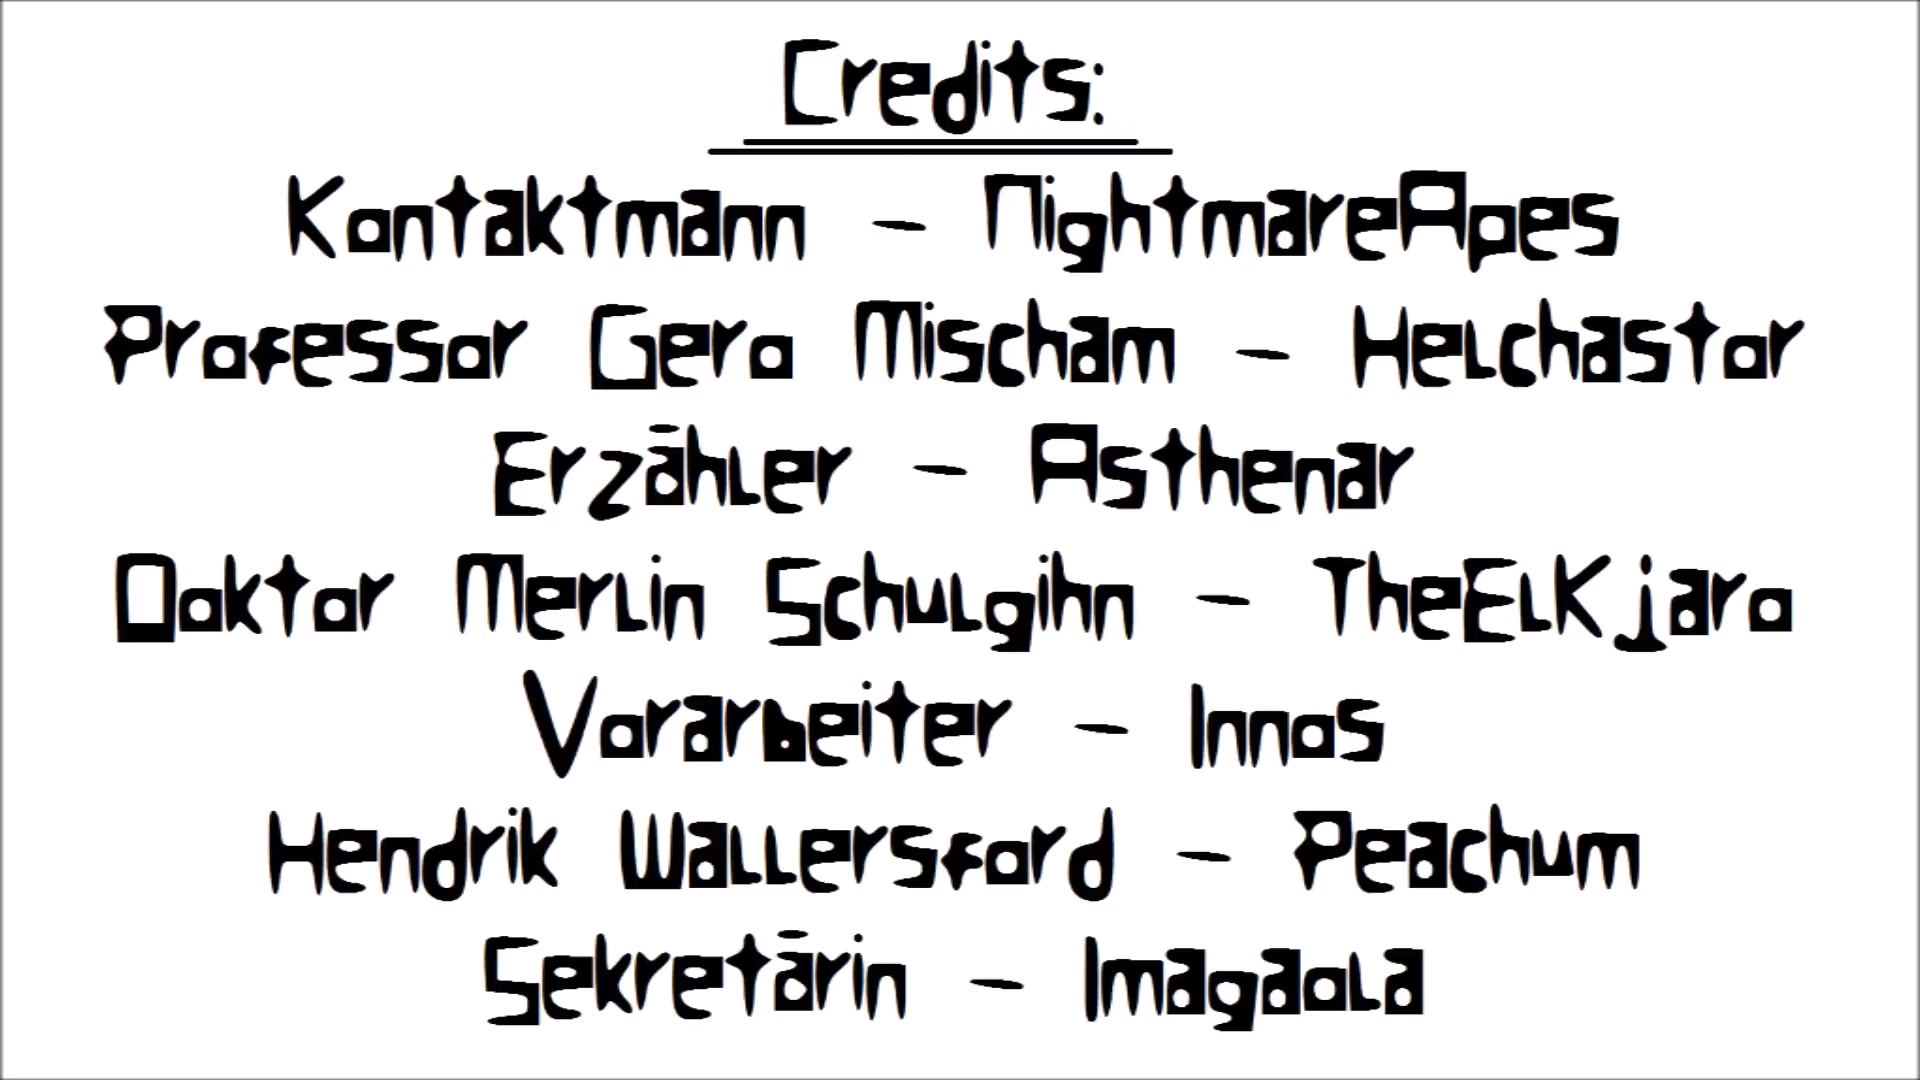 Credits:
Kontaktmann - NightmareApes
Professor Gero Mischam - Helchastor
Erzähler - Asthenar
Doktor Merlin Schulgihn - TheElKjaro
Vorarbeiter - Innos
Hendrik Wallersford - Peachum
Sekretärin - Imagaola